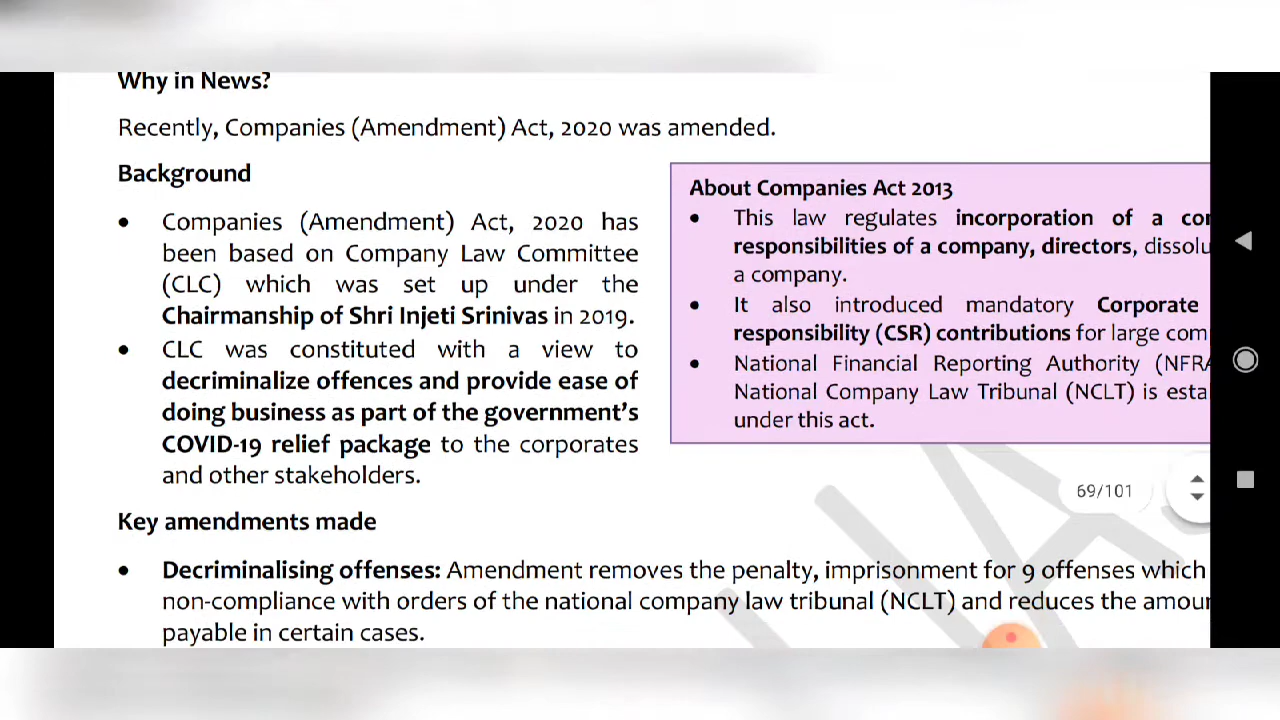 Why in News?
Recently, Companies (Amendment) Act, 2020 was amended.
Background
Companies (Amendment) Act, 2020 has
been based on Company Law Committee
(CLC) which was set up under the
Chairmanship of Shri Injeti Srinivas in 2019.
CLC was constituted with a view to
decriminalize offences and provide ease of
doing business as part of the government's
COVID-19 relief package to the corporates
and other stakeholders.
About Companies Act 2013
This law regulates incorporation of a
responsibilities of a company, directors,
a company.
It also introduced mandatory Corporate
responsibility (CSR) contributions for large
National Financial Reporting Authority
National Company Law Tribunal (NCLT) is
under this act.
69/101
Key amendments made
Decriminalising offenses: Amendment removes the penalty, imprisonment for 9 offenses which
non-compliance with orders of the national company law tribunal (NCLT) and reduces the
payable in certain cases.